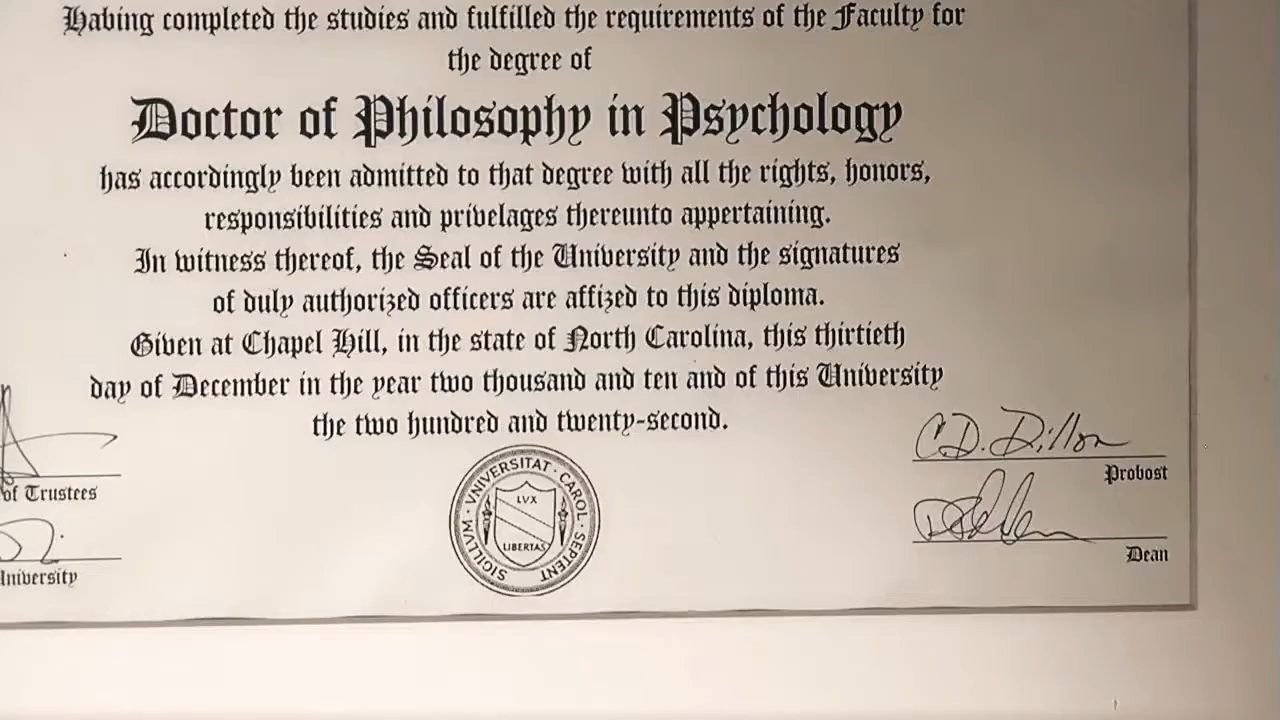 Having completed the studies and fulfilled the requirements of the Faculty for
the degree of
Doctor of Philosophy in Psychology
has accordingly been admitted to that degree with all the rights, honors,
responsibilities and privelages thereunto appertaining.
In witness thereof, the Seal of the University and the signatures
of duly authorized officers are affixed to this diploma.
Given at Chapel Hill, in the state of North Carolina, this thirtieth
day of December in the year two thousand and ten and of this University
the two hundred and twenty-second.
of Trustees
University
SIGILLVM · VNIVERSITAT · CAROL · SEPTENT
LVX
LIBERTAS
C.D. Dillon
Provost
Dean